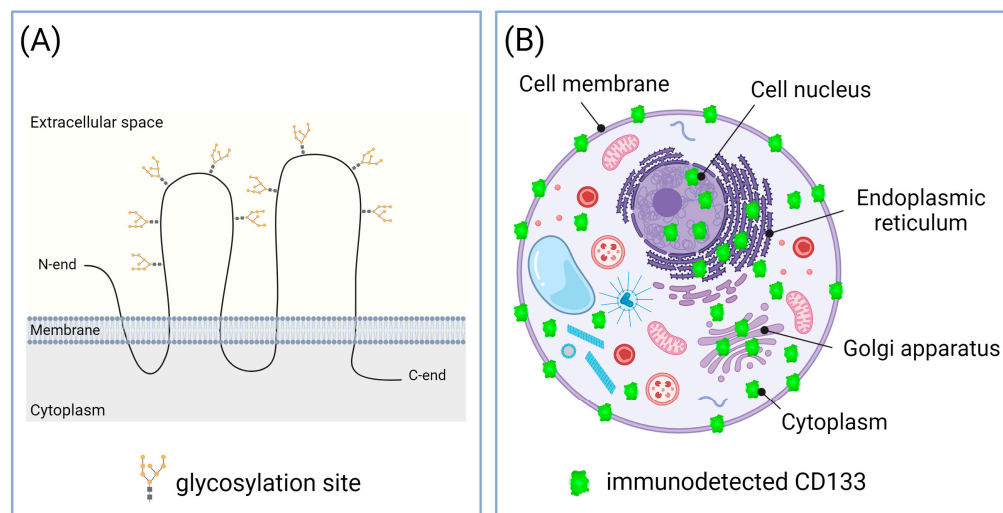 (A)
Extracellular space
N-end
Membrane
C-end
Cytoplasm
glycosylation site
(B)
Cell membrane
Cell nucleus
Endoplasmic
reticulum
Golgi apparatus
Cytoplasm
immunodetected CD133